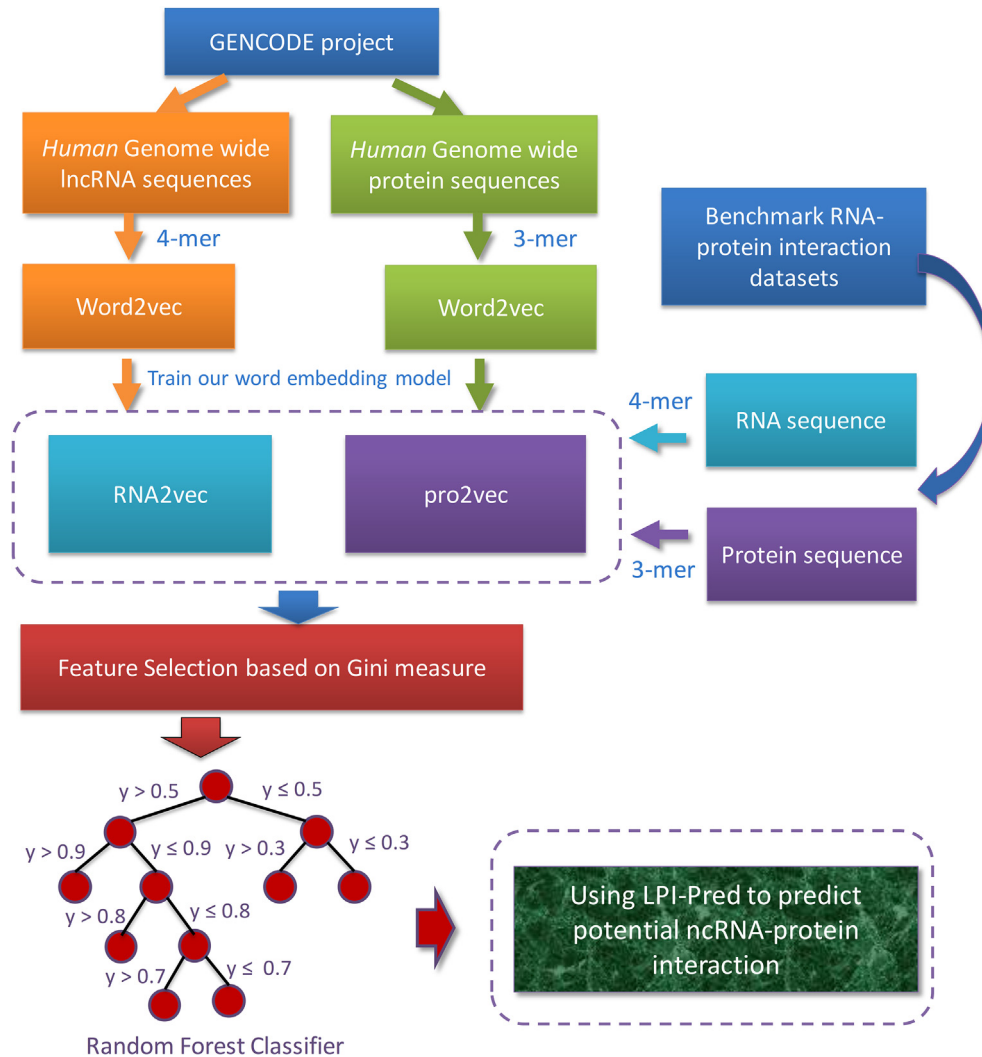 GENCODE project
Human Genome wide
lncRNA sequences
Human Genome wide
protein sequences
4-mer
3-mer
Benchmark RNA-
protein interaction
datasets
Word2vec
Word2vec
Train our word embedding model
4-mer
RNA sequence
RNA2vec
pro2vec
Protein sequence
3-mer
Feature Selection based on Gini measure
y > 0.5
y ≤ 0.5
y > 0.9
y ≤ 0.9
y > 0.3
y ≤ 0.3
y > 0.8
y ≤ 0.8
y > 0.7
y ≤ 0.7
Using LPI-Pred to predict
potential ncRNA-protein
interaction
Random Forest Classifier